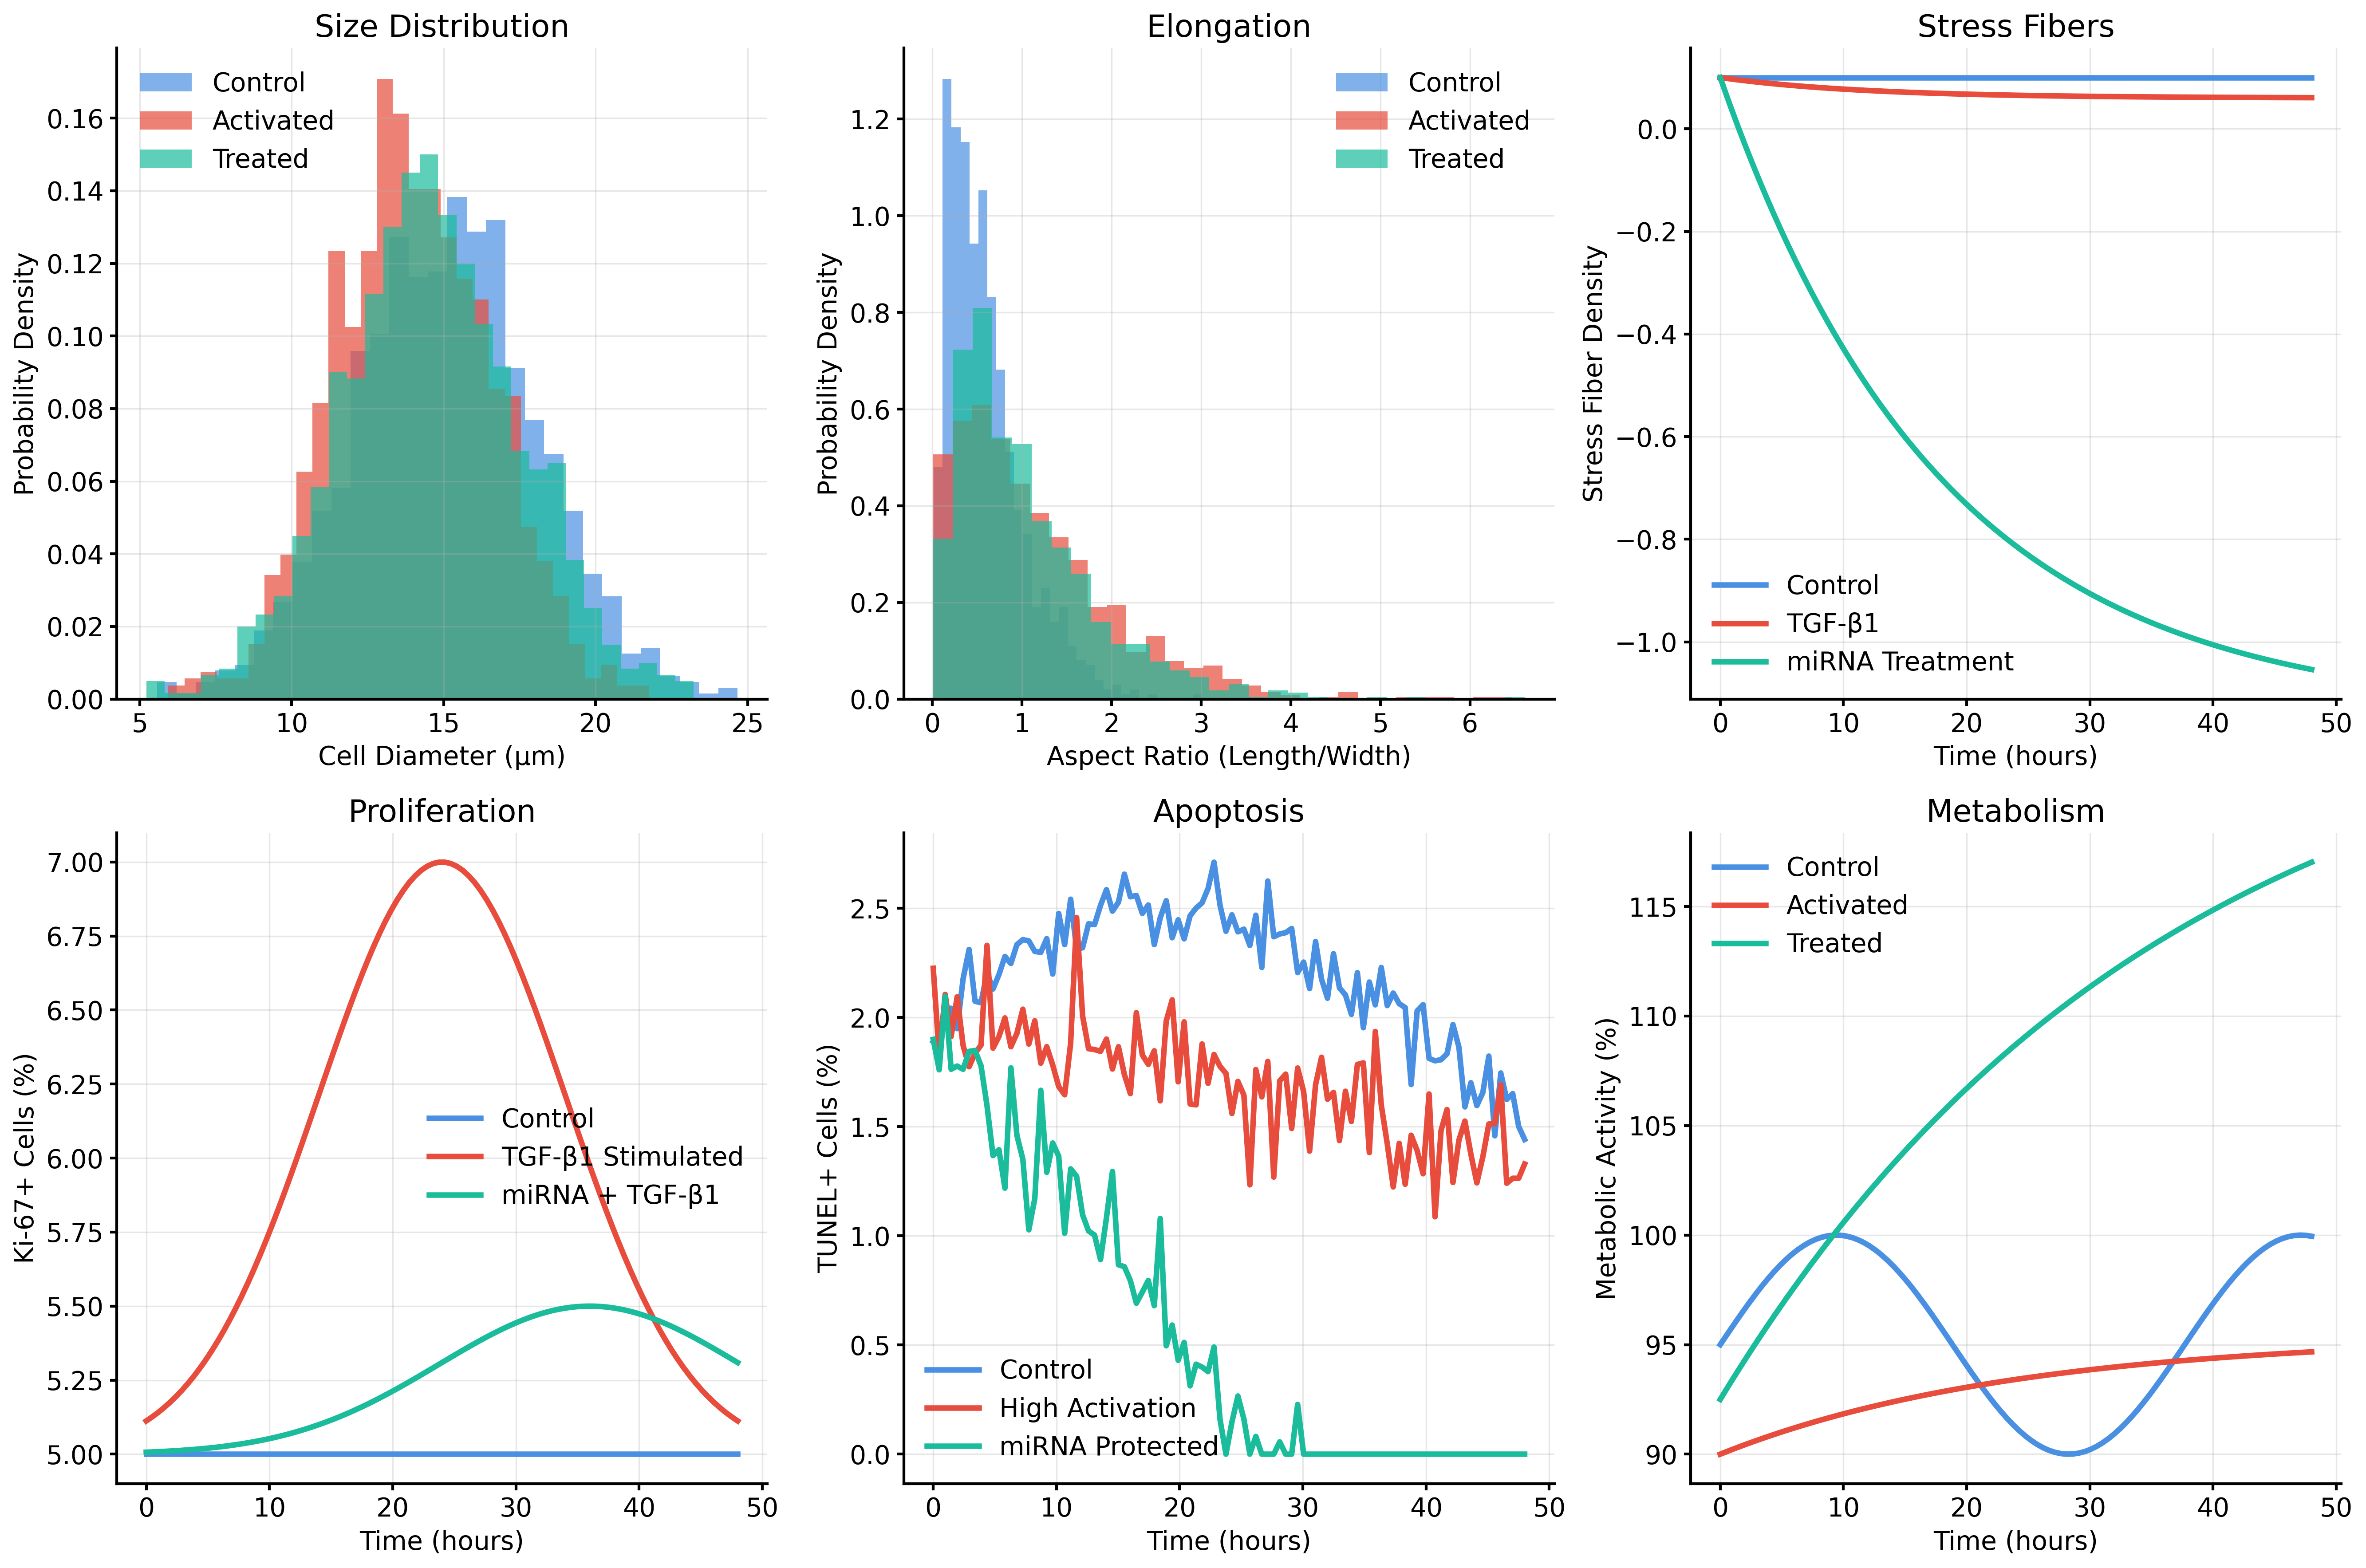 Size Distribution
Control
Activated
Treated
Probability Density
0.16
0.14
0.12
0.10
0.08
0.06
0.04
0.02
0.00
5 10 15 20 25
Cell Diameter (μm)
Elongation
Control
Activated
Treated
Probability Density
1.2
1.0
0.8
0.6
0.4
0.2
0.0
0 1 2 3 4 5 6
Aspect Ratio (Length/Width)
Stress Fibers
Stress Fiber Density
0.0
−0.2
−0.4
−0.6
−0.8
−1.0
Control
TGF-β1
miRNA Treatment
0 10 20 30 40 50
Time (hours)
Proliferation
Ki-67+ Cells (%)
7.00
6.75
6.50
6.25
6.00
5.75
5.50
5.25
5.00
Control
TGF-β1 Stimulated
miRNA + TGF-β1
0 10 20 30 40 50
Time (hours)
Apoptosis
TUNEL+ Cells (%)
2.5
2.0
1.5
1.0
0.5
0.0
Control
High Activation
miRNA Protected
0 10 20 30 40 50
Time (hours)
Metabolism
Control
Activated
Treated
Metabolic Activity (%)
115
110
105
100
95
90
0 10 20 30 40 50
Time (hours)